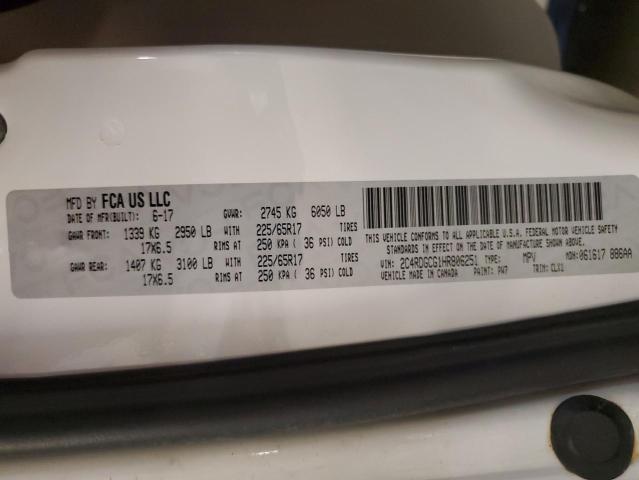 MFD BY FCA US LLC
DATE OF MFR(BUILT): 6-17 GVWR: 2745 KG 6050 LB
GAWR FRONT: 1339 KG 2950 LB WITH 225/65R17 TIRES
17X6.5 RIMS AT 250 KPA ( 36 PSI) COLD
GAWR REAR: 1407 KG 3100 LB WITH 225/65R17 TIRES
17X6.5 RIMS AT 250 KPA ( 36 PSI) COLD
THIS VEHICLE CONFORMS TO ALL APPLICABLE U.S.A. FEDERAL MOTOR VEHICLE SAFETY
STANDARDS IN EFFECT ON THE DATE OF MANUFACTURE SHOWN ABOVE.
VIN: 2C4RDGCG1HR806251 TYPE: MPV MDH:061617 886AA
VEHICLE MADE IN CANADA PAINT: PW7 TRIM: CLX1